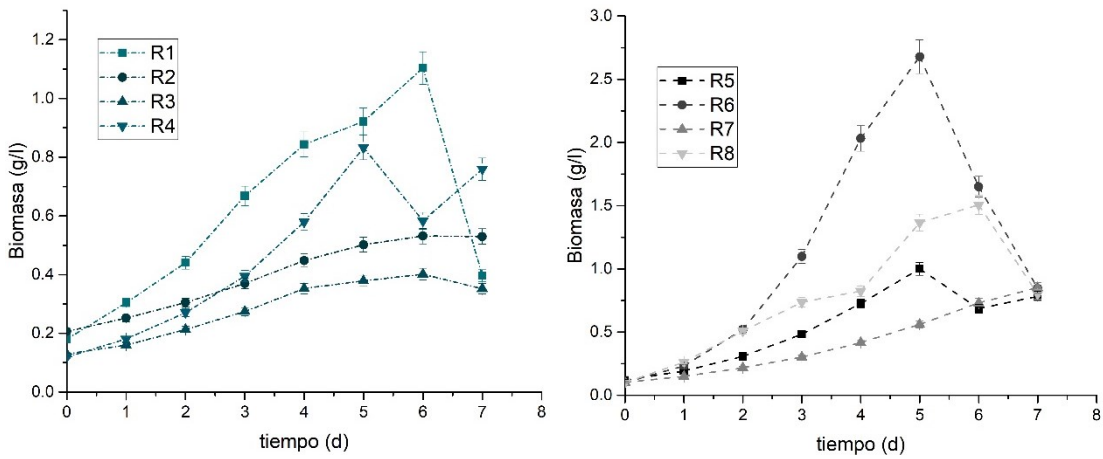 1.2
1.0
0.8
0.6
0.4
0.2
0.0
Biomasa (g/l)
R1
R2
R3
R4
0 1 2 3 4 5 6 7 8
tiempo (d)
3.0
2.5
2.0
1.5
1.0
0.5
0.0
Biomasa (g/l)
R5
R6
R7
R8
0 1 2 3 4 5 6 7 8
tiempo (d)